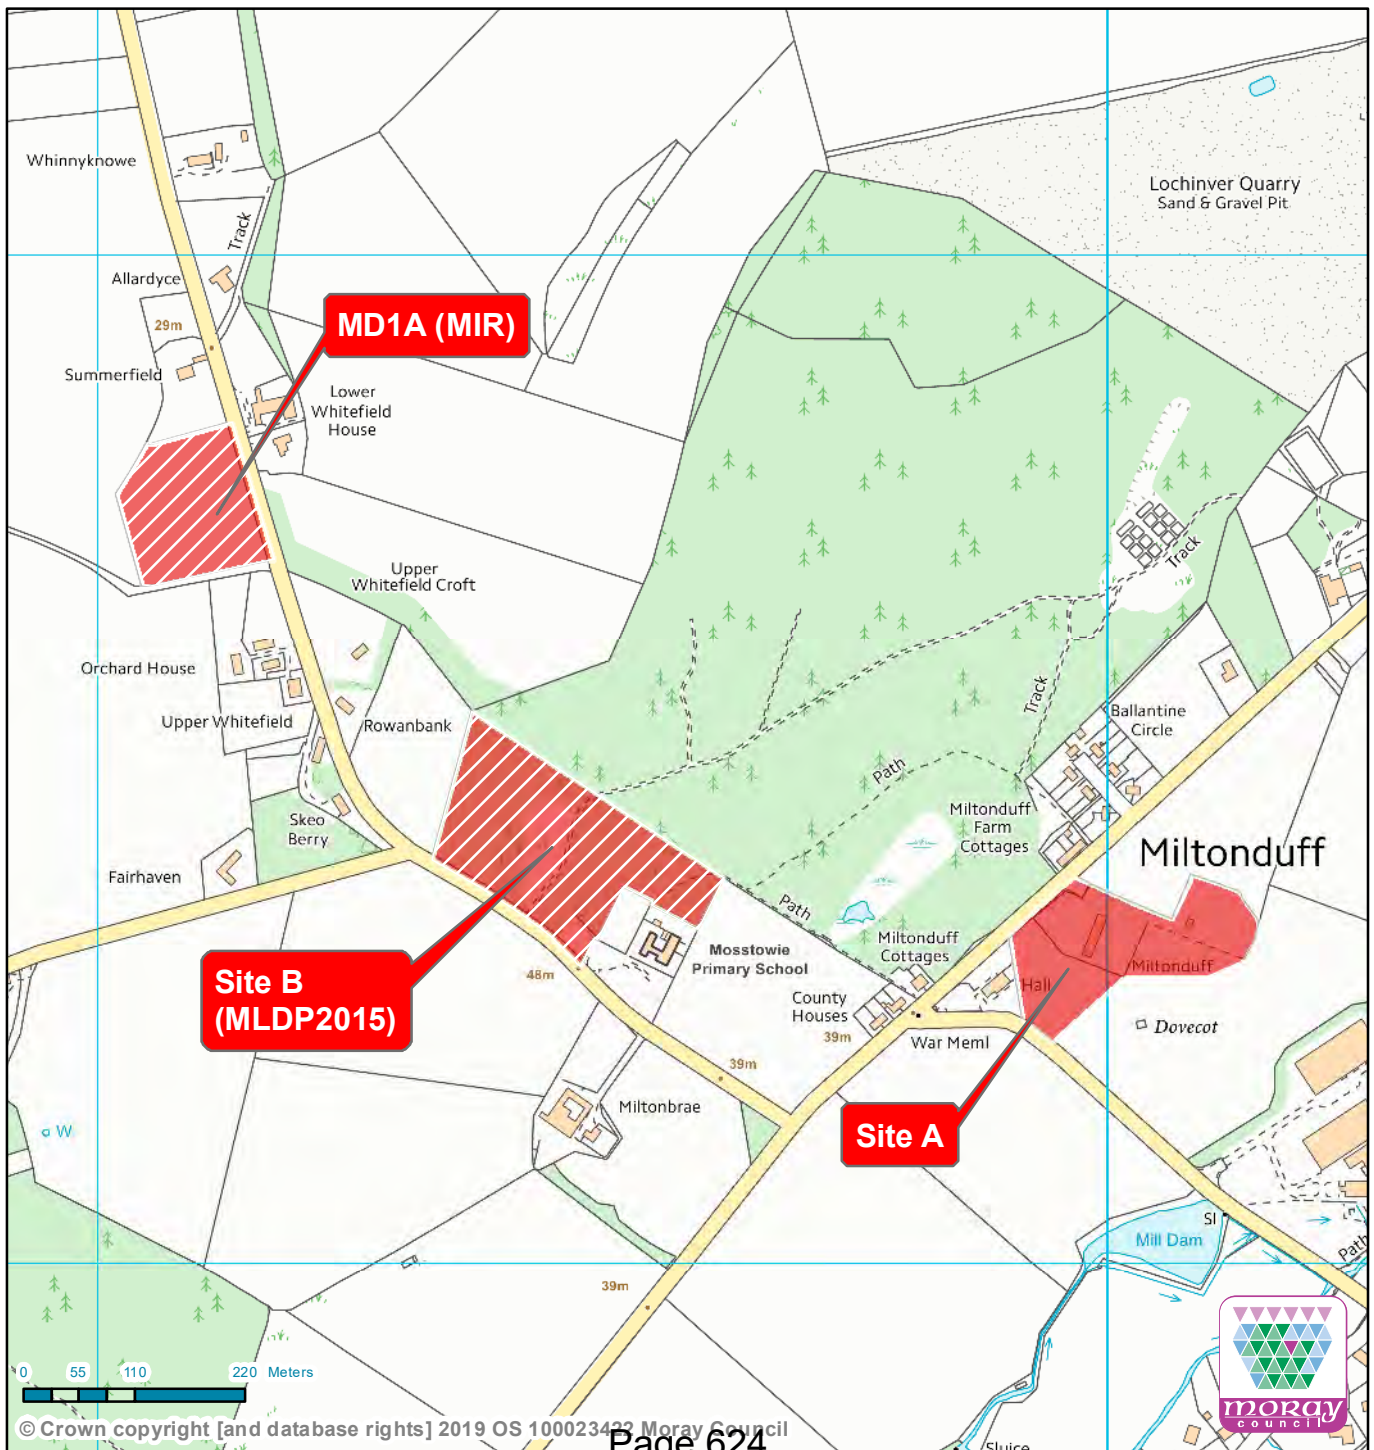 Whinnyknowe
Track
Allardyce
29m
Summerfield
MD1A (MIR)
Lower
Whitefield
House
Lochinver Quarry
Sand & Gravel Pit
Upper
Whitefield Croft
Track
Orchard House
Upper Whitefield
Rowanbank
Track
Ballantine
Circle
Path
Skeo
Berry
Fairhaven
Miltonduff
Farm
Cottages
Miltonduff
Path
Mosstowie
Primary School
Miltonduff
Cottages
48m
Site B
(MLDP2015)
County
Houses
39m
Hall
Miltonduff
War Meml
Dovecot
39m
Miltonbrae
Site A
W
Sl
Mill Dam
Path
39m
0 55 110 220 Meters
moray
council
© Crown copyright [and database rights] 2019 OS 100023422 Moray Council
Page 624
Sluice